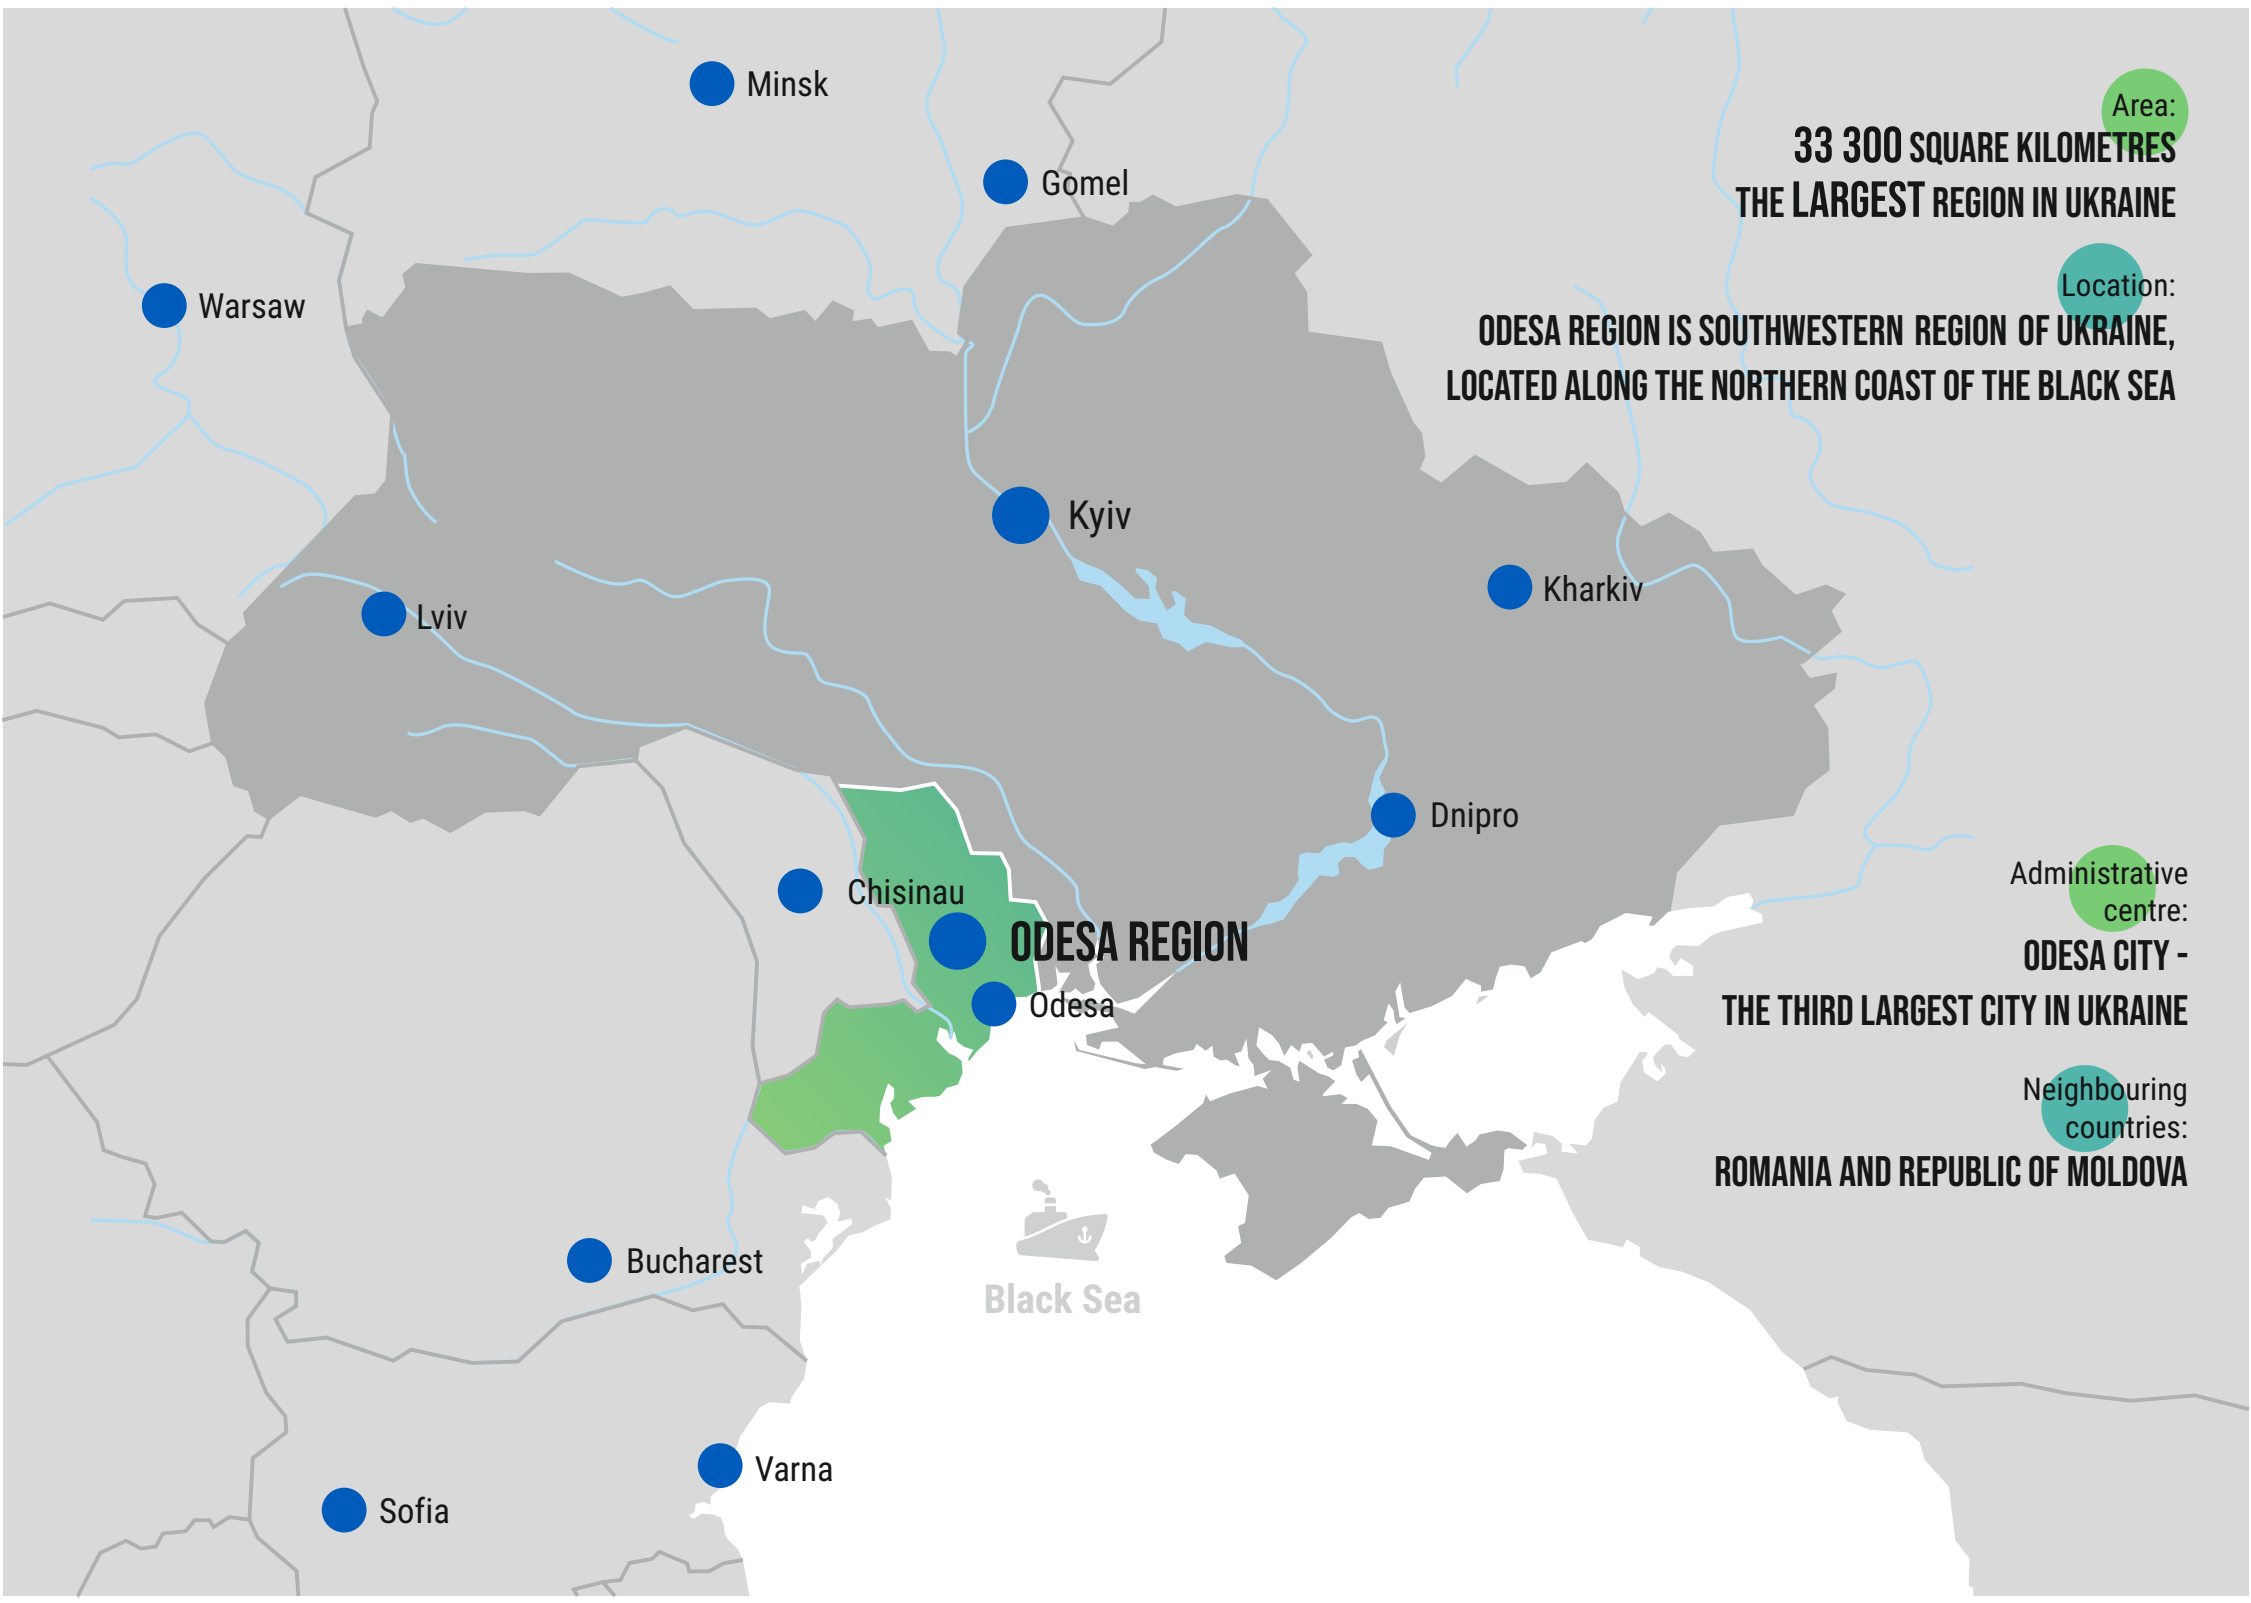 Minsk
Gomel
Warsaw
Kyiv
Kharkiv
Lviv
Dnipro
Chisinau
ODESA REGION
Odesa
Bucharest
Black Sea
Varna
Sofia
Area:
33 300 SQUARE KILOMETRES
THE LARGEST REGION IN UKRAINE
Location:
ODESA REGION IS SOUTHWESTERN REGION OF UKRAINE,
LOCATED ALONG THE NORTHERN COAST OF THE BLACK SEA
Administrative
centre:
ODESA CITY -
THE THIRD LARGEST CITY IN UKRAINE
Neighbouring
countries:
ROMANIA AND REPUBLIC OF MOLDOVA